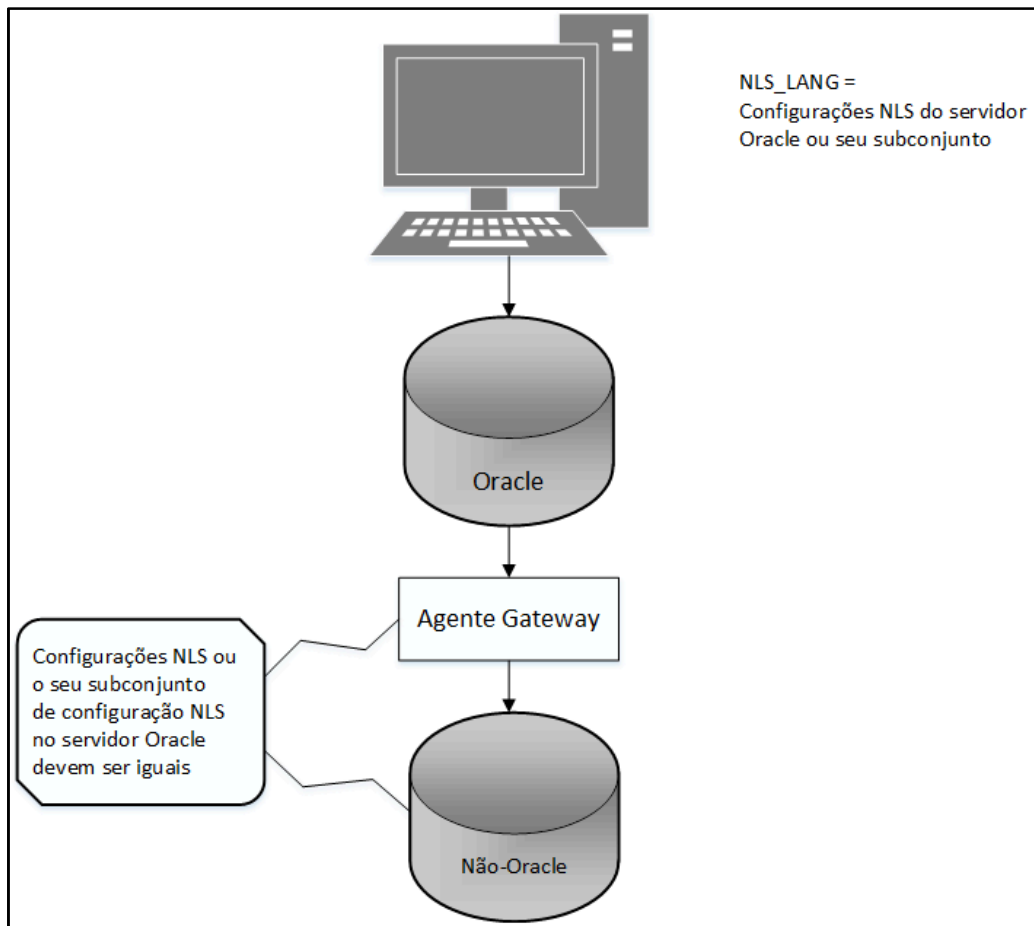 NLS_LANG =
Configurações NLS do servidor
Oracle ou seu subconjunto
Oracle
Agente Gateway
Configurações NLS ou
o seu subconjunto
de configuração NLS
no servidor Oracle
devem ser iguais
Não-Oracle